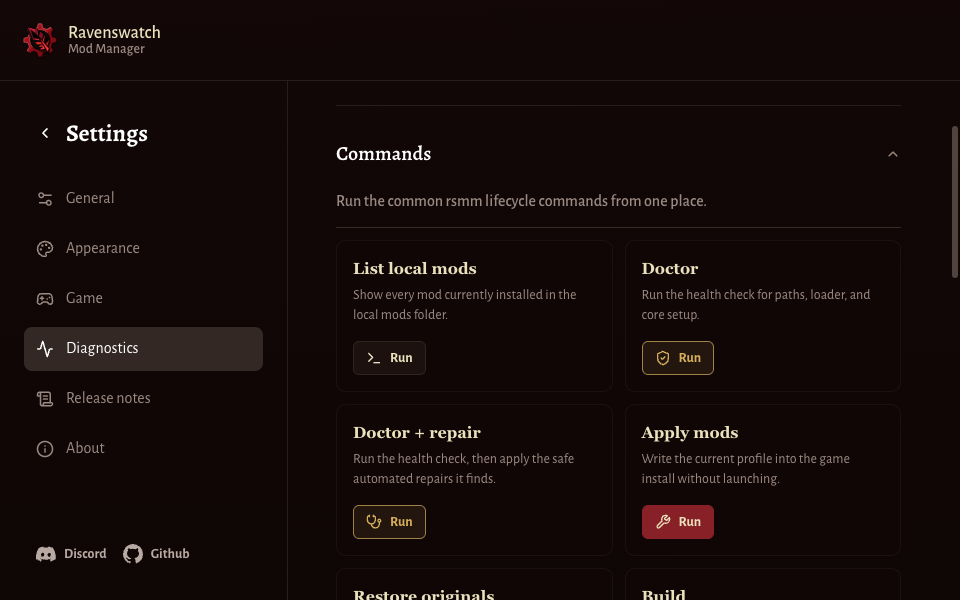 Ravenswatch
Mod Manager
Settings
General
Appearance
Game
Diagnostics
Release notes
About
Discord
Github
Commands
Run the common rsmm lifecycle commands from one place.
List local mods
Show every mod currently installed in the
local mods folder.
Run
Doctor
Run the health check for paths, loader, and
core setup.
Run
Doctor + repair
Run the health check, then apply the safe
automated repairs it finds.
Run
Apply mods
Write the current profile into the game
install without launching.
Run
Restore originals
Build